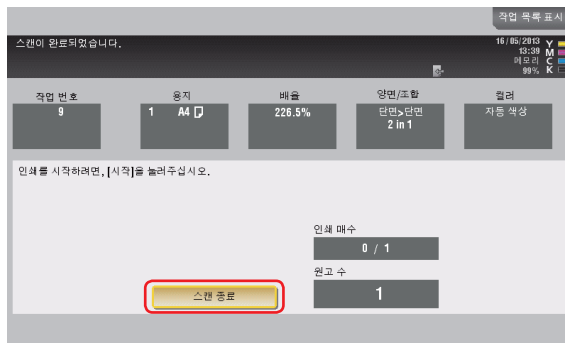 작업 목록 표시
스캔이 완료되었습니다.
16/05/2013
13:39
메모리
99%
Y
M
C
K
작업 번호
9
용지
1 A4
배율
226.5%
양면/조합
단면>단면
2 in 1
컬러
자동 색상
인쇄를 시작하려면, [시작]을 눌러주십시오.
인쇄 매수
0 / 1
원고 수
1
스캔 종료